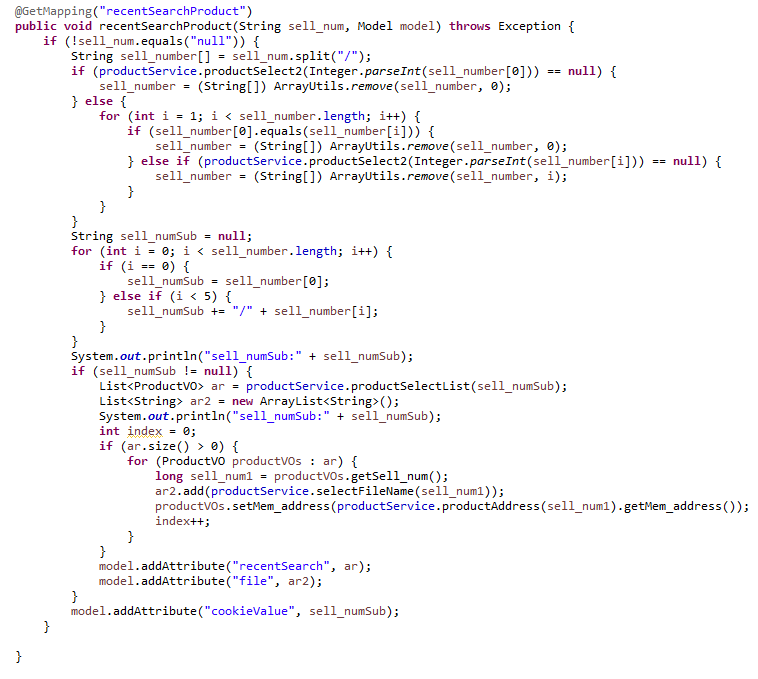 @GetMapping("recentSearchProduct")
public void recentSearchProduct(String sell_num, Model model) throws Exception {
    if (!sell_num.equals("null")) {
        String sell_number[] = sell_num.split("/");
        if (productService.productSelect2(Integer.parseInt(sell_number[0])) == null) {
            sell_number = (String[]) ArrayUtils.remove(sell_number, 0);
        } else {
            for (int i = 1; i < sell_number.length; i++) {
                if (sell_number[0].equals(sell_number[i])) {
                    sell_number = (String[]) ArrayUtils.remove(sell_number, 0);
                } else if (productService.productSelect2(Integer.parseInt(sell_number[i])) == null) {
                    sell_number = (String[]) ArrayUtils.remove(sell_number, i);
                }
            }
        }
        String sell_numSub = null;
        for (int i = 0; i < sell_number.length; i++) {
            if (i == 0) {
                sell_numSub = sell_number[0];
            } else if (i < 5) {
                sell_numSub += "/" + sell_number[i];
            }
        }
        System.out.println("sell_numSub:" + sell_numSub);
        if (sell_numSub != null) {
            List<ProductVO> ar = productService.productSelectList(sell_numSub);
            List<String> ar2 = new ArrayList<String>();
            System.out.println("sell_numSub:" + sell_numSub);
            int index = 0;
            if (ar.size() > 0) {
                for (ProductVO productVOs : ar) {
                    long sell_num1 = productVOs.getSell_num();
                    ar2.add(productService.selectFileName(sell_num1));
                    productVOs.setMem_address(productService.productAddress(sell_num1).getMem_address());
                    index++;
                }
            }
            model.addAttribute("recentSearch", ar);
            model.addAttribute("file", ar2);
        }
        model.addAttribute("cookieValue", sell_numSub);
    }

}